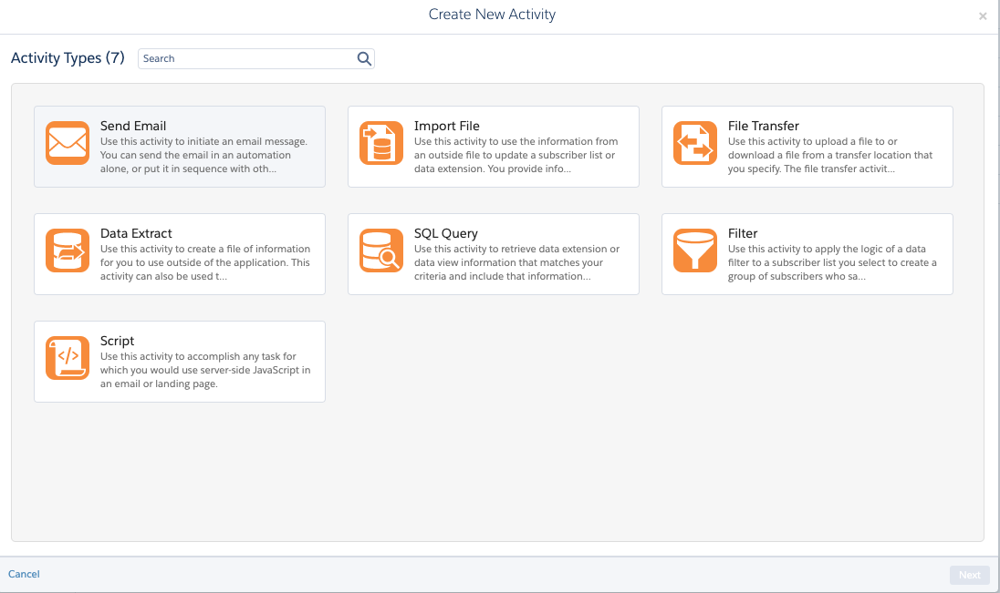 Create New Activity
×
Activity Types (7)
Search
Send Email
Use this activity to initiate an email message.
You can send the email in an automation
alone, or put it in sequence with oth...
Import File
Use this activity to use the information from
an outside file to update a subscriber list or
data extension. You provide info...
File Transfer
Use this activity to upload a file to or
download a file from a transfer location that
you specify. The file transfer activit...
Data Extract
Use this activity to create a file of information
for you to use outside of the application. This
activity can also be used t...
SQL Query
Use this activity to retrieve data extension or
data view information that matches your
criteria and include that information...
Filter
Use this activity to apply the logic of a data
filter to a subscriber list you select to create a
group of subscribers who sa...
</>
Script
Use this activity to accomplish any task for
which you would use server-side JavaScript in
an email or landing page.
Cancel
Next